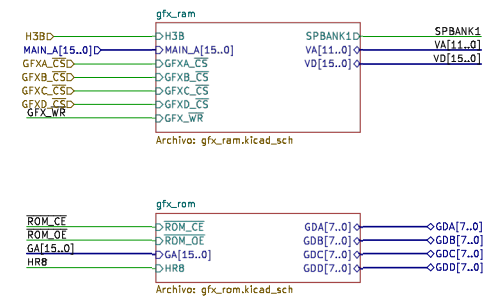 gfx_ram
H3B H3B SPBANK1 SPBANK1
MAIN_A[15..0] MAIN_A[15..0] VA[11..0] VA[11..0]
GFXA_CS GFXA_CS VD[15..0] VD[15..0]
GFXB_CS GFXB_CS
GFXC_CS GFXC_CS
GFXD_CS GFXD_CS
GFX_WR GFX_WR
Archivo: gfx_ram.kicad_sch
gfx_rom
ROM_CE ROM_CE GDA[7..0] GDA[7..0]
ROM_OE ROM_OE GDB[7..0] GDB[7..0]
GA[15..0] GA[15..0] GDC[7..0] GDC[7..0]
HR8 HR8 GDD[7..0] GDD[7..0]
Archivo: gfx_rom.kicad_sch